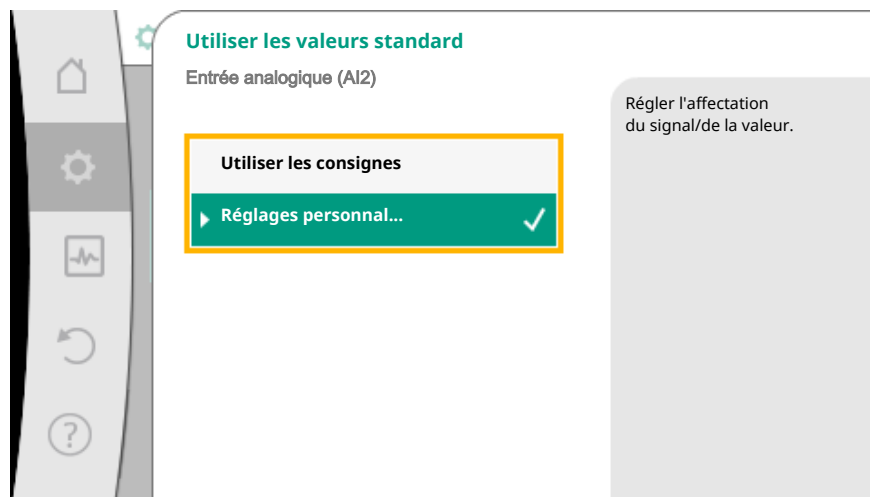 Utiliser les valeurs standard
Entrée analogique (AI2)
Régler l'affectation
du signal/de la valeur.
Utiliser les consignes
Réglages personnal...
?